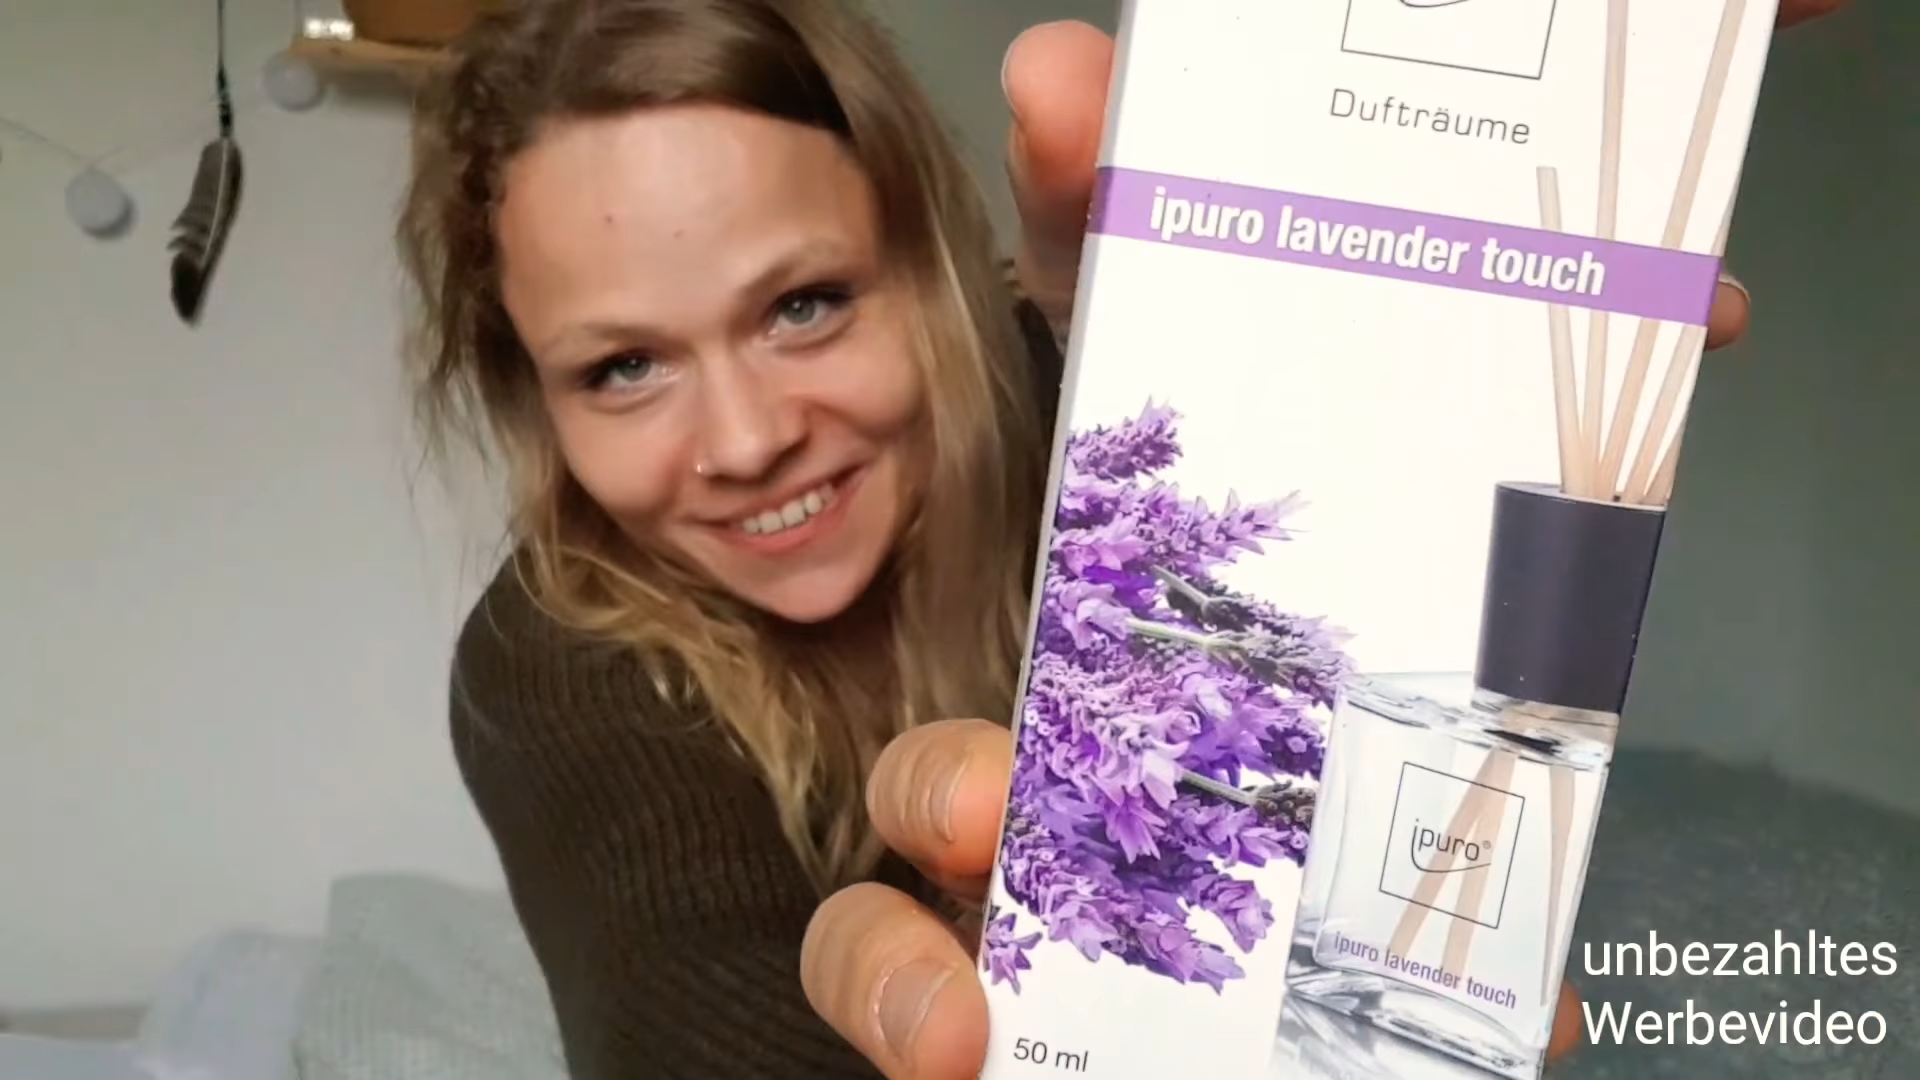 Dufträume
ipuro lavender touch
ipuro®
ipuro lavender touch
50 ml
unbezahltes
Werbevideo